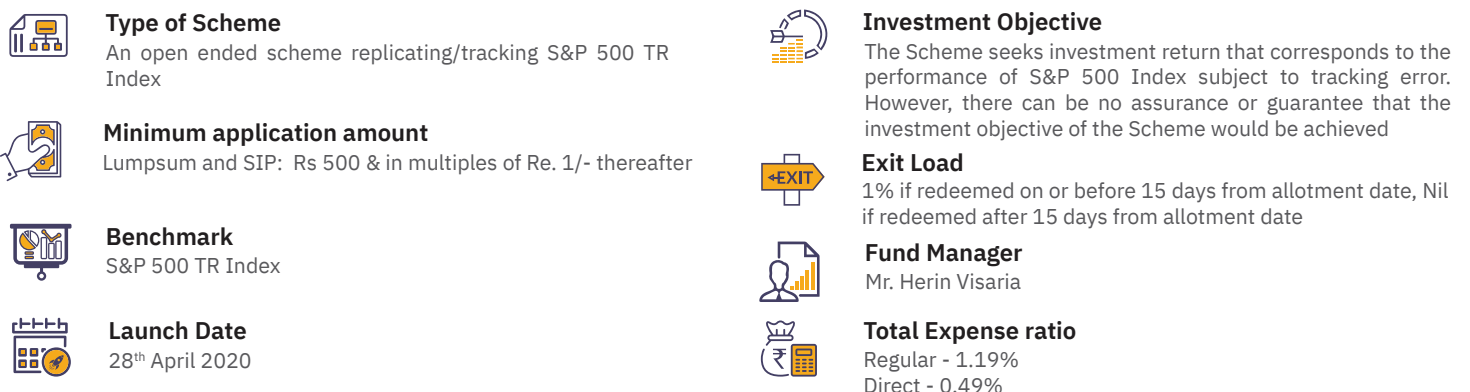 Type of Scheme
An open ended scheme replicating/tracking S&P 500 TR
Index
Minimum application amount
Lumpsum and SIP: Rs 500 & in multiples of Re. 1/- thereafter
Benchmark
S&P 500 TR Index
Launch Date
28th April 2020
Investment Objective
The Scheme seeks investment return that corresponds to the
performance of S&P 500 Index subject to tracking error.
However, there can be no assurance or guarantee that the
investment objective of the Scheme would be achieved
EXIT
Exit Load
1% if redeemed on or before 15 days from allotment date, Nil
if redeemed after 15 days from allotment date
Fund Manager
Mr. Herin Visaria
₹
Total Expense ratio
Regular - 1.19%
Direct - 0.49%